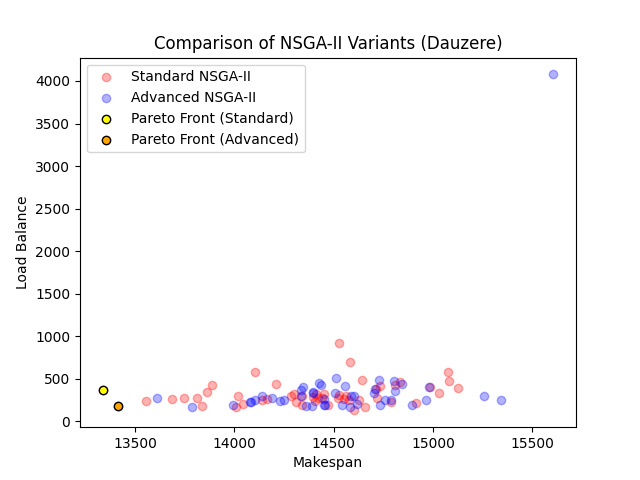 Comparison of NSGA-II Variants (Dauzere)
Standard NSGA-II
Advanced NSGA-II
Pareto Front (Standard)
Pareto Front (Advanced)
Load Balance
4000
3500
3000
2500
2000
1500
1000
500
0
13500 14000 14500 15000 15500
Makespan